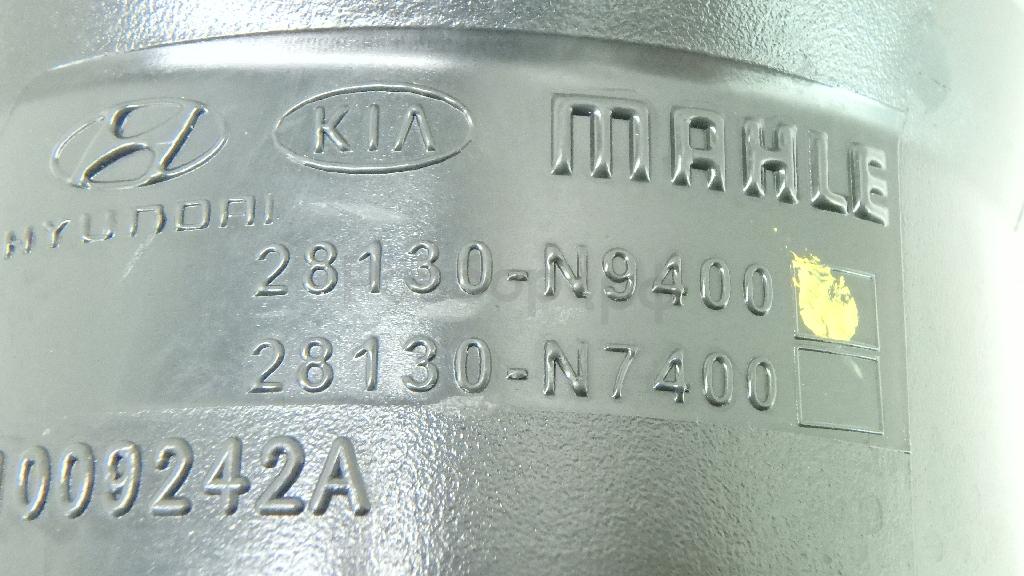 HYUNDAI
KIA
MAHLE
28130-N9400
28130-N7400
009242A